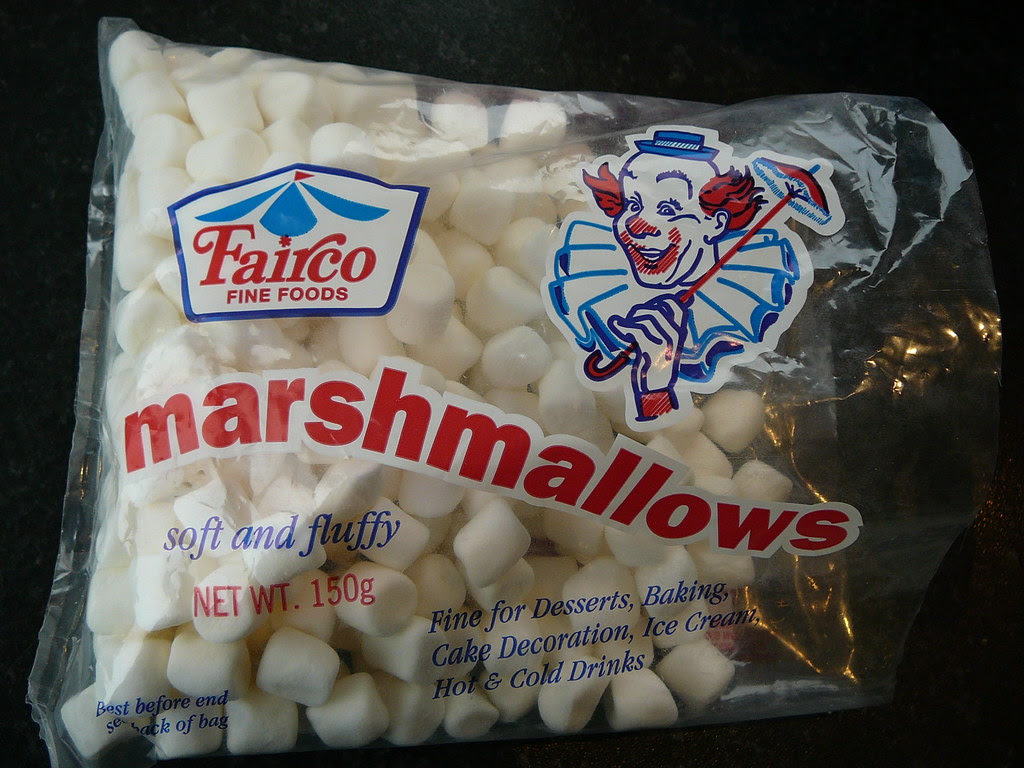 Fairco
FINE FOODS
marshmallows
soft and fluffy
NET WT. 150g
Fine for Desserts, Baking,
Cake Decoration, Ice Cream,
Hot & Cold Drinks
Best before end
see back of bag